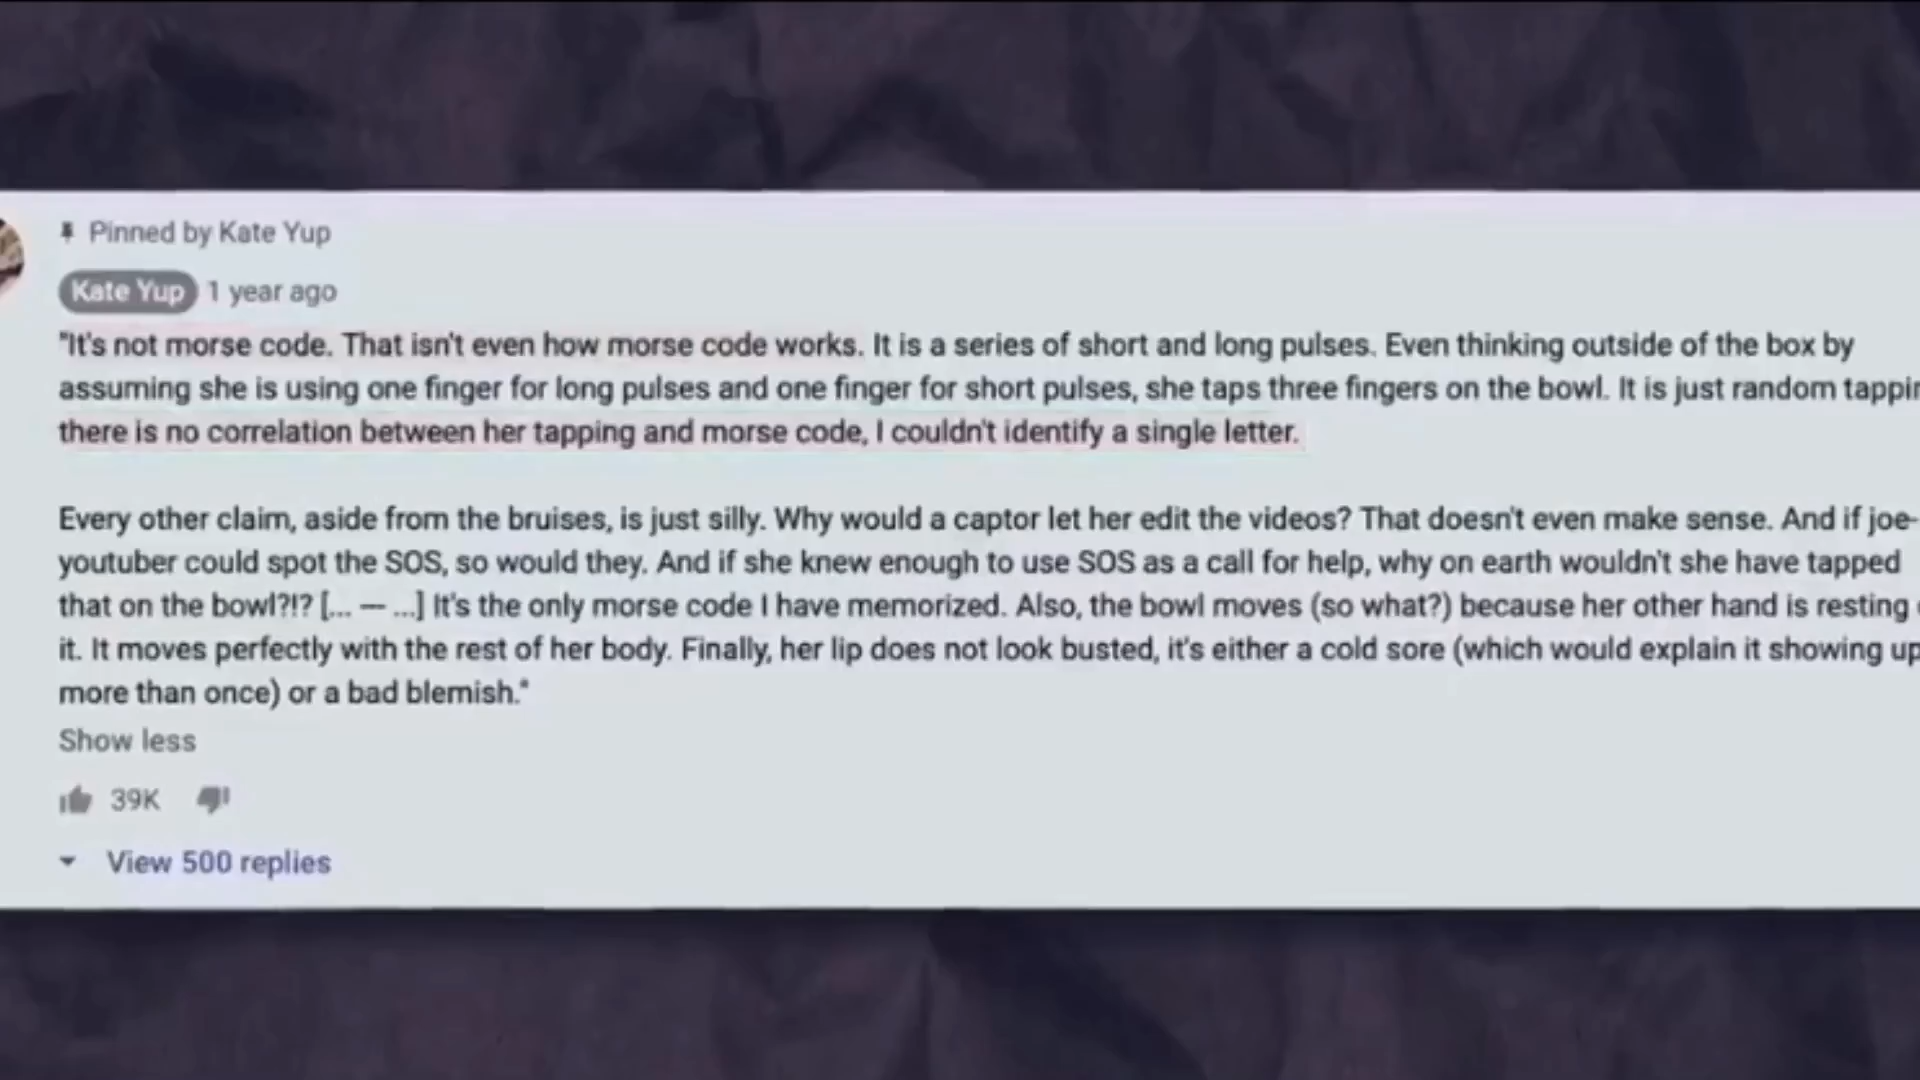 Pinned by Kate Yup
Kate Yup 1 year ago
"It's not morse code. That isn't even how morse code works. It is a series of short and long pulses. Even thinking outside of the box by
assuming she is using one finger for long pulses and one finger for short pulses, she taps three fingers on the bowl. It is just random
there is no correlation between her tapping and morse code, I couldn't identify a single letter.
Every other claim, aside from the bruises, is just silly. Why would a captor let her edit the videos? That doesn't even make sense. And if joe-
youtuber could spot the SOS, so would they. And if she knew enough to use SOS as a call for help, why on earth wouldn't she have tapped
that on the bowl?!? [... — ...] It's the only morse code I have memorized. Also, the bowl moves (so what?) because her other hand is resting
it. It moves perfectly with the rest of her body. Finally, her lip does not look busted, it's either a cold sore (which would explain it showing up
more than once) or a bad blemish."
Show less
39K
View 500 replies